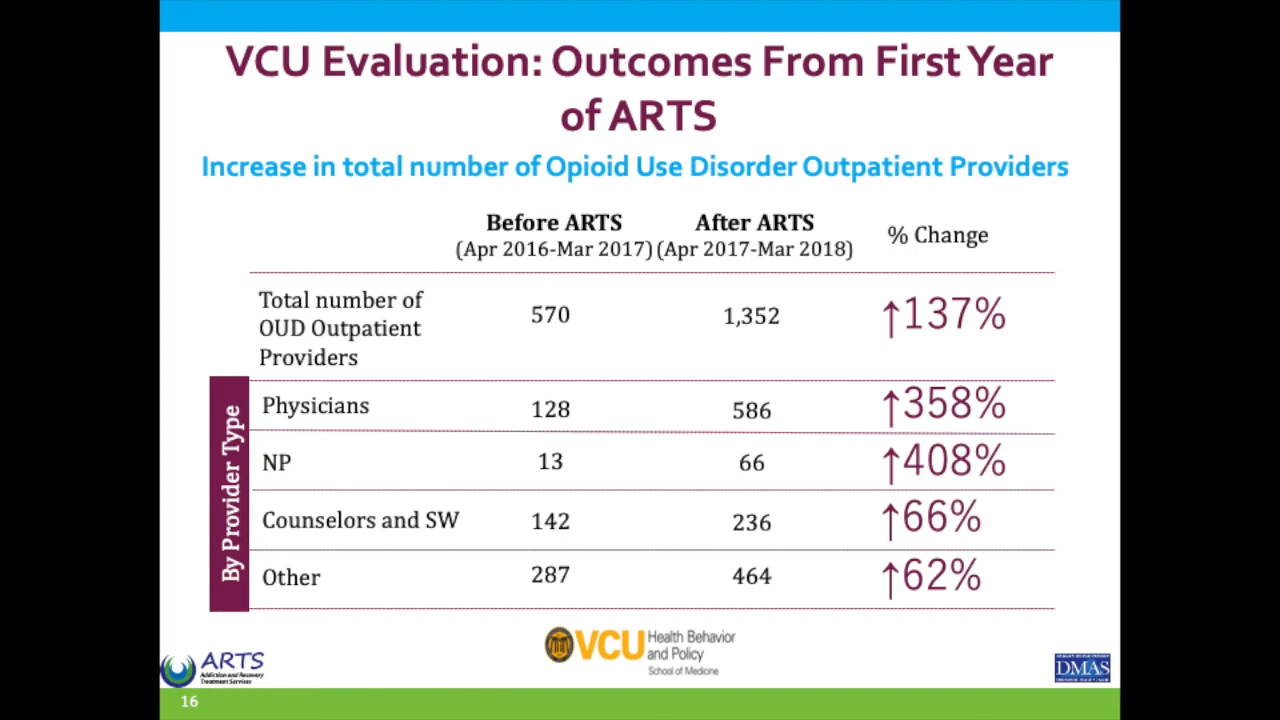 VCU Evaluation: Outcomes From First Year
of ARTS
Increase in total number of Opioid Use Disorder Outpatient Providers
Before ARTS After ARTS % Change
(Apr 2016-Mar 2017) (Apr 2017-Mar 2018)
Total number of
OUD Outpatient
Providers
570 1,352 ↑137%
By Provider Type
Physicians 128 586 ↑358%
NP 13 66 ↑408%
Counselors and SW 142 236 ↑66%
Other 287 464 ↑62%
ARTS
Addiction and Recovery
Treatment Services
VCU
Health Behavior
and Policy
School of Medicine
DMAS
16